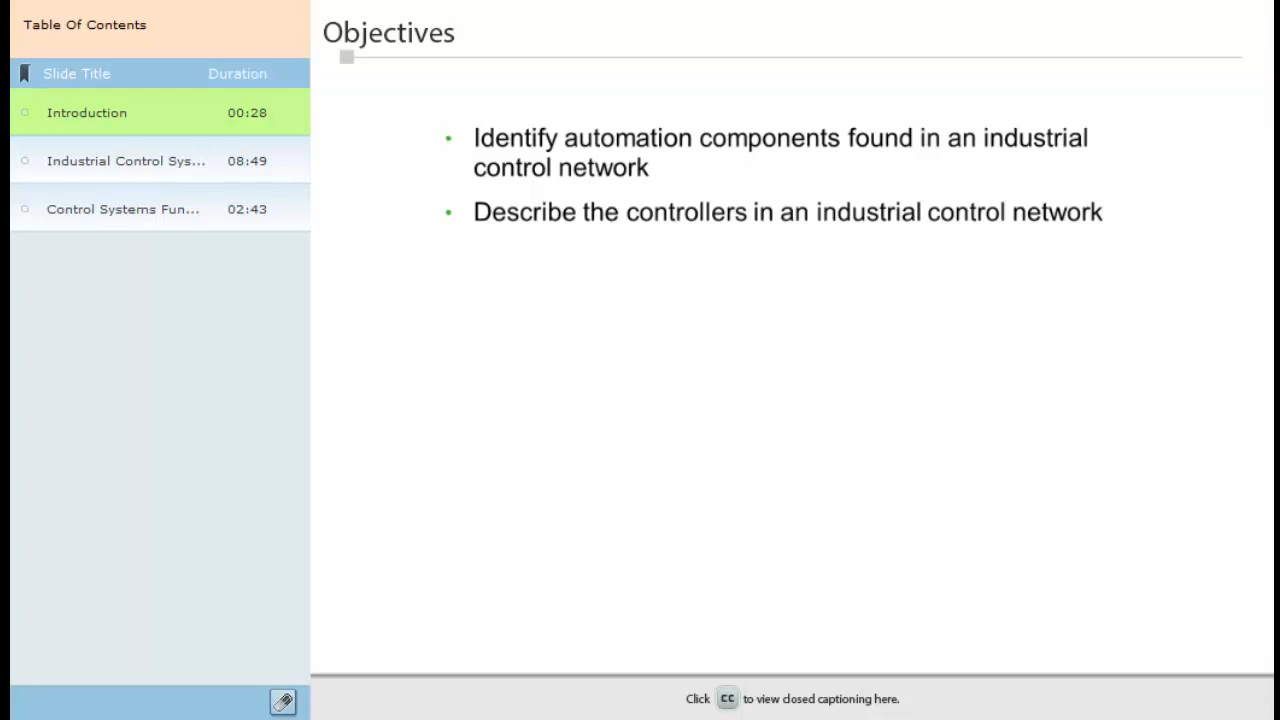 Table Of Contents
Slide Title Duration
Introduction 00:28
Industrial Control Sys... 08:49
Control Systems Fun... 02:43
Objectives
• Identify automation components found in an industrial
control network
• Describe the controllers in an industrial control network
Click CC to view closed captioning here.